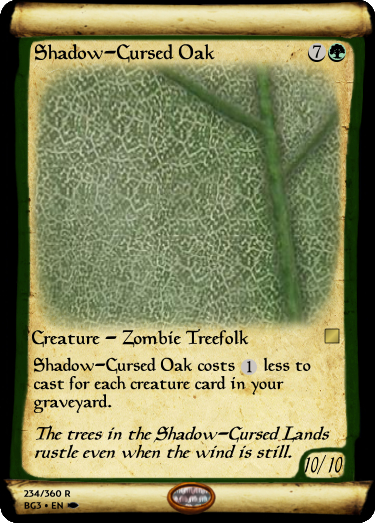 Shadow-Cursed Oak 7
Creature – Zombie Treefolk
Shadow-Cursed Oak costs 1 less to
cast for each creature card in your
graveyard.
The trees in the Shadow-Cursed Lands
rustle even when the wind is still.
10/10
234/360 R
BG3 • EN